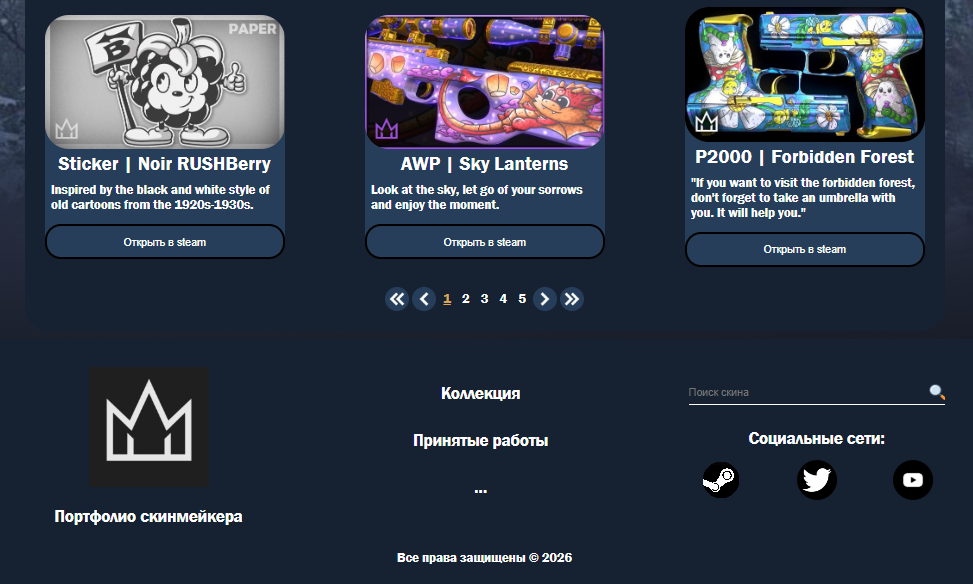 PAPER
B
Sticker | Noir RUSHBerry
Inspired by the black and white style of
old cartoons from the 1920s-1930s.
Открыть в steam
AWP | Sky Lanterns
Look at the sky, let go of your sorrows
and enjoy the moment.
Открыть в steam
P2000 | Forbidden Forest
"If you want to visit the forbidden forest,
don't forget to take an umbrella with
you. It will help you."
Открыть в steam
1 2 3 4 5
Портфолио скинмейкера
Коллекция
Принятые работы
...
Поиск скина
Социальные сети:
Все права защищены © 2026